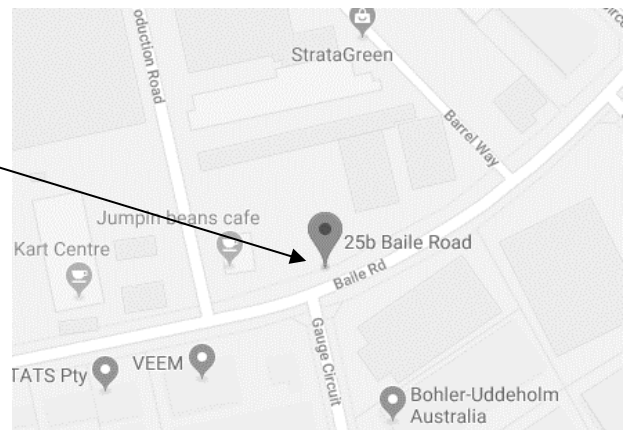 oduction Road
StrataGreen
Barrel Way
Jumpin beans cafe
Kart Centre
25b Baile Road
Baile Rd
Gauge Circuit
TATS Pty
VEEM
Bohler-Uddeholm
Australia